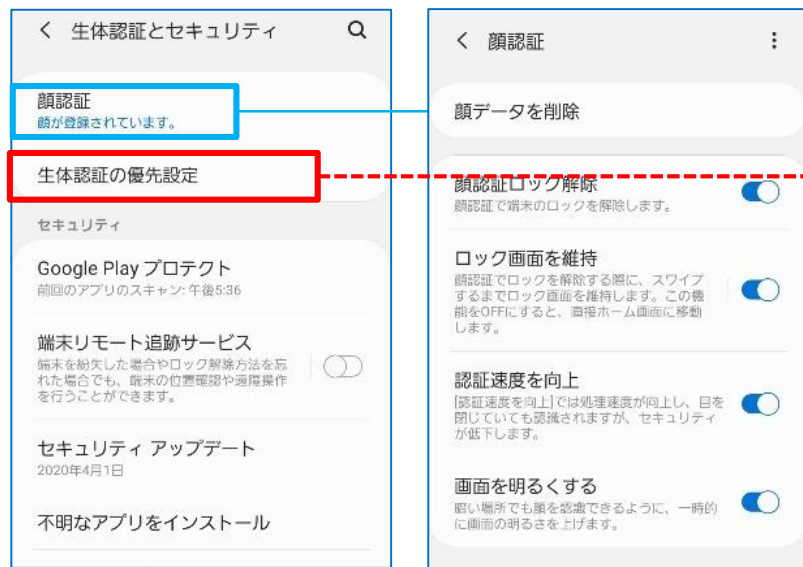 生体認証とセキュリティ
顔認証
顔が登録されています。
生体認証の優先設定
セキュリティ
Google Play プロテクト
前回のアプリのスキャン: 午後5:36
端末リモート追跡サービス
端末を紛失した場合やロック解除方法を忘
れた場合でも、端末の位置確認や遠隔操作
を行うことができます。
セキュリティ アップデート
2020年4月1日
不明なアプリをインストール
顔認証
顔データを削除
顔認証ロック解除
顔認証で端末のロックを解除します。
ロック画面を維持
顔認証でロックを解除する際に、スワイプ
するまでロック画面を維持します。この機
能をOFFにすると、直接ホーム画面に移動
します。
認証速度を向上
[認証速度を向上]では処理速度が向上し、目を
閉じていても認識されますが、セキュリティ
が低下します。
画面を明るくする
暗い場所でも顔を認識できるように、一時的
に画面の明るさを上げます。